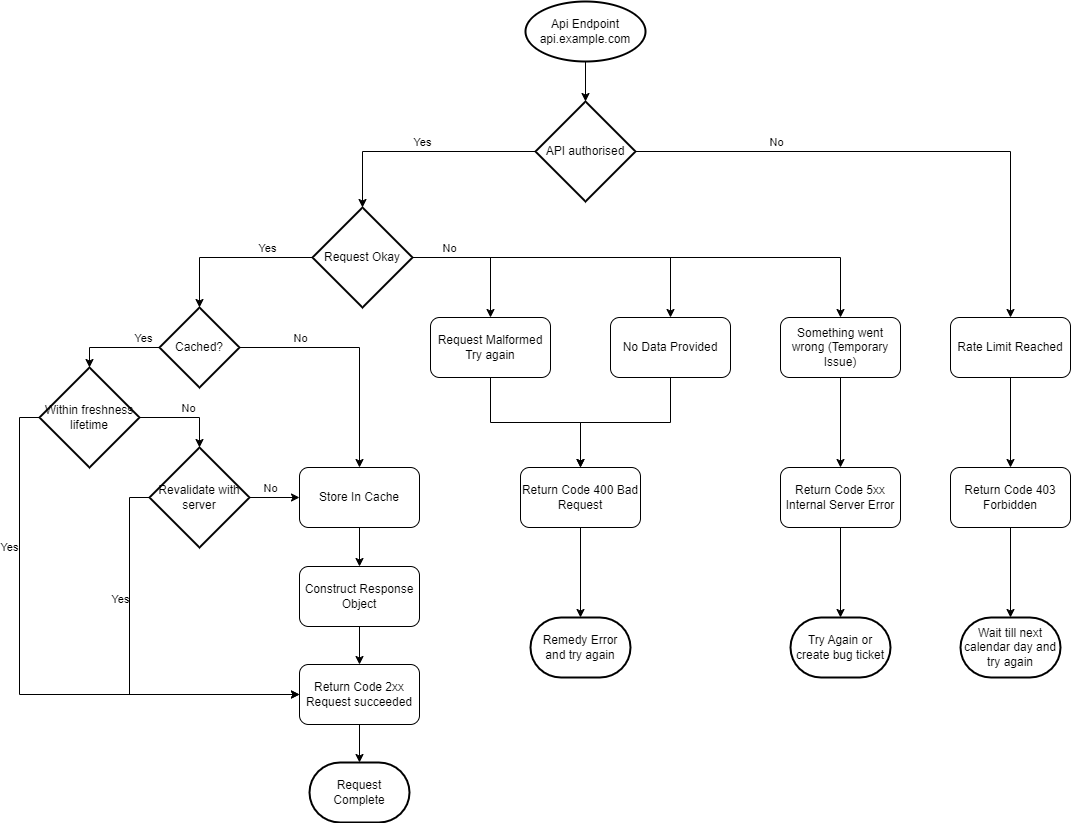 Api Endpoint
api.example.com
API authorised
Yes
No
Request Okay
Yes
No
Cached?
Yes
No
Request Malformed
Try again
No Data Provided
Something went
wrong (Temporary
Issue)
Rate Limit Reached
Within freshness
lifetime
No
Revalidate with
server
No
Store In Cache
Return Code 400 Bad
Request
Return Code 5xx
Internal Server Error
Return Code 403
Forbidden
Yes
Yes
Construct Response
Object
Remedy Error
and try again
Try Again or
create bug ticket
Wait till next
calendar day and
try again
Return Code 2xx
Request succeeded
Request
Complete